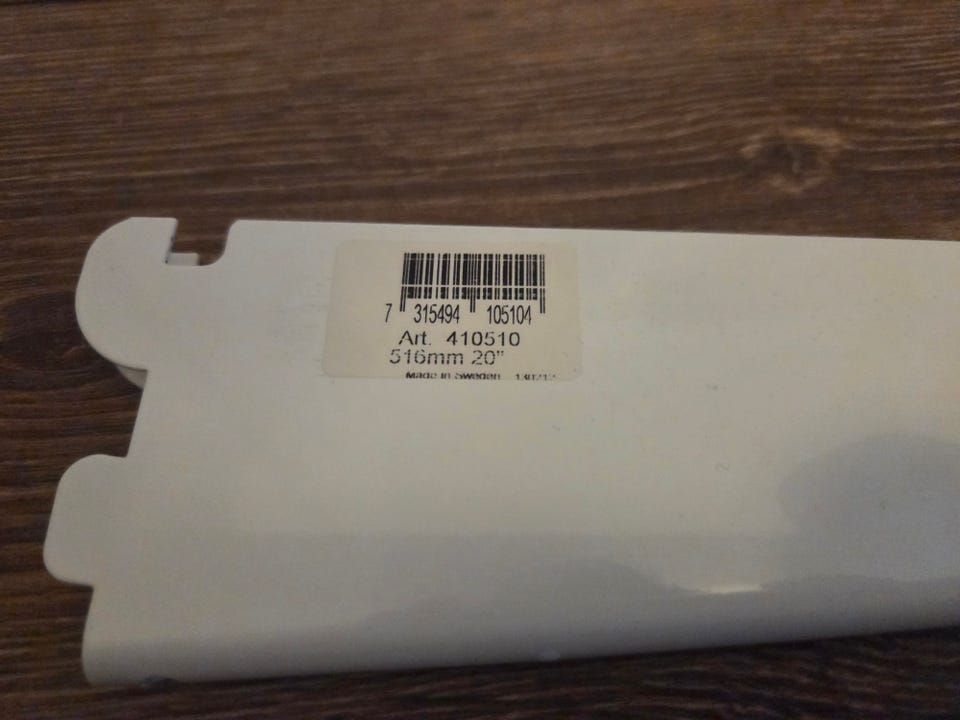 7 315494 105104
Art. 410510
516mm 20"
Made in Sweden